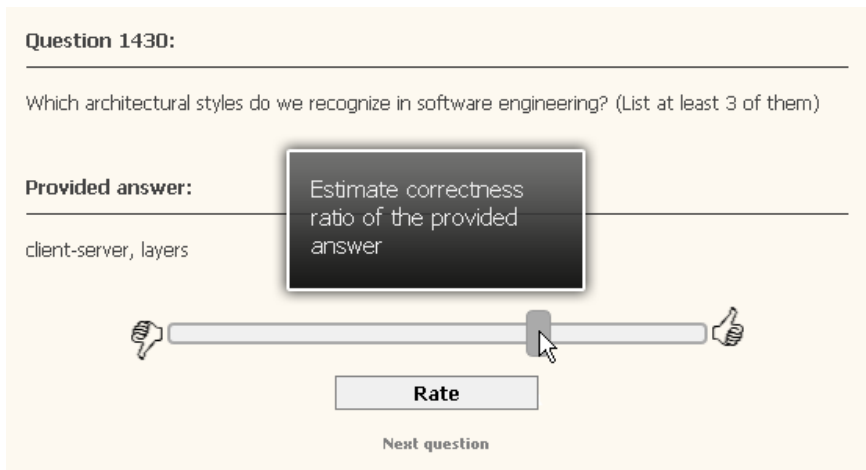 Question 1430:
Which architectural styles do we recognize in software engineering? (List at least 3 of them)
Provided answer:
Estimate correctness
ratio of the provided
answer
client-server, layers
Rate
Next question